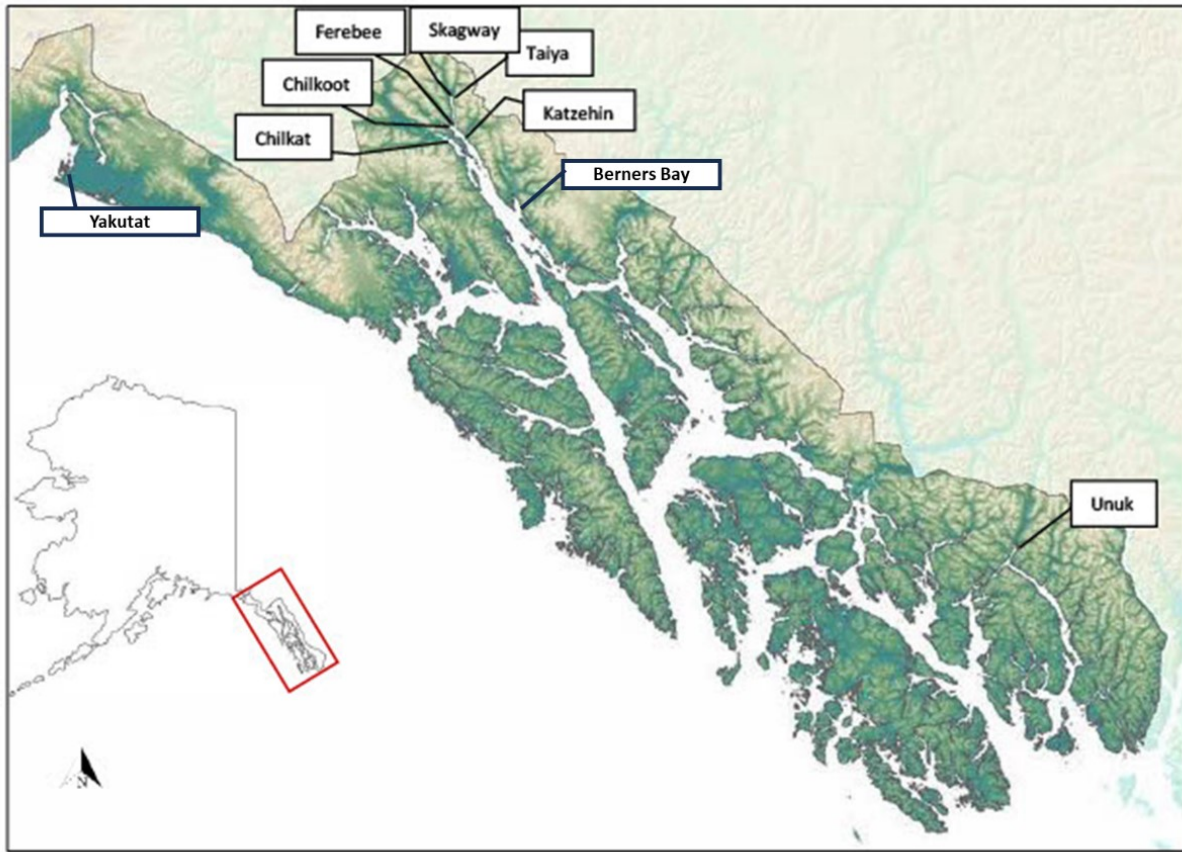 Ferebee
Skagway
Taiya
Chilkoot
Katzehin
Chilkat
Berners Bay
Yakutat
Unuk
N